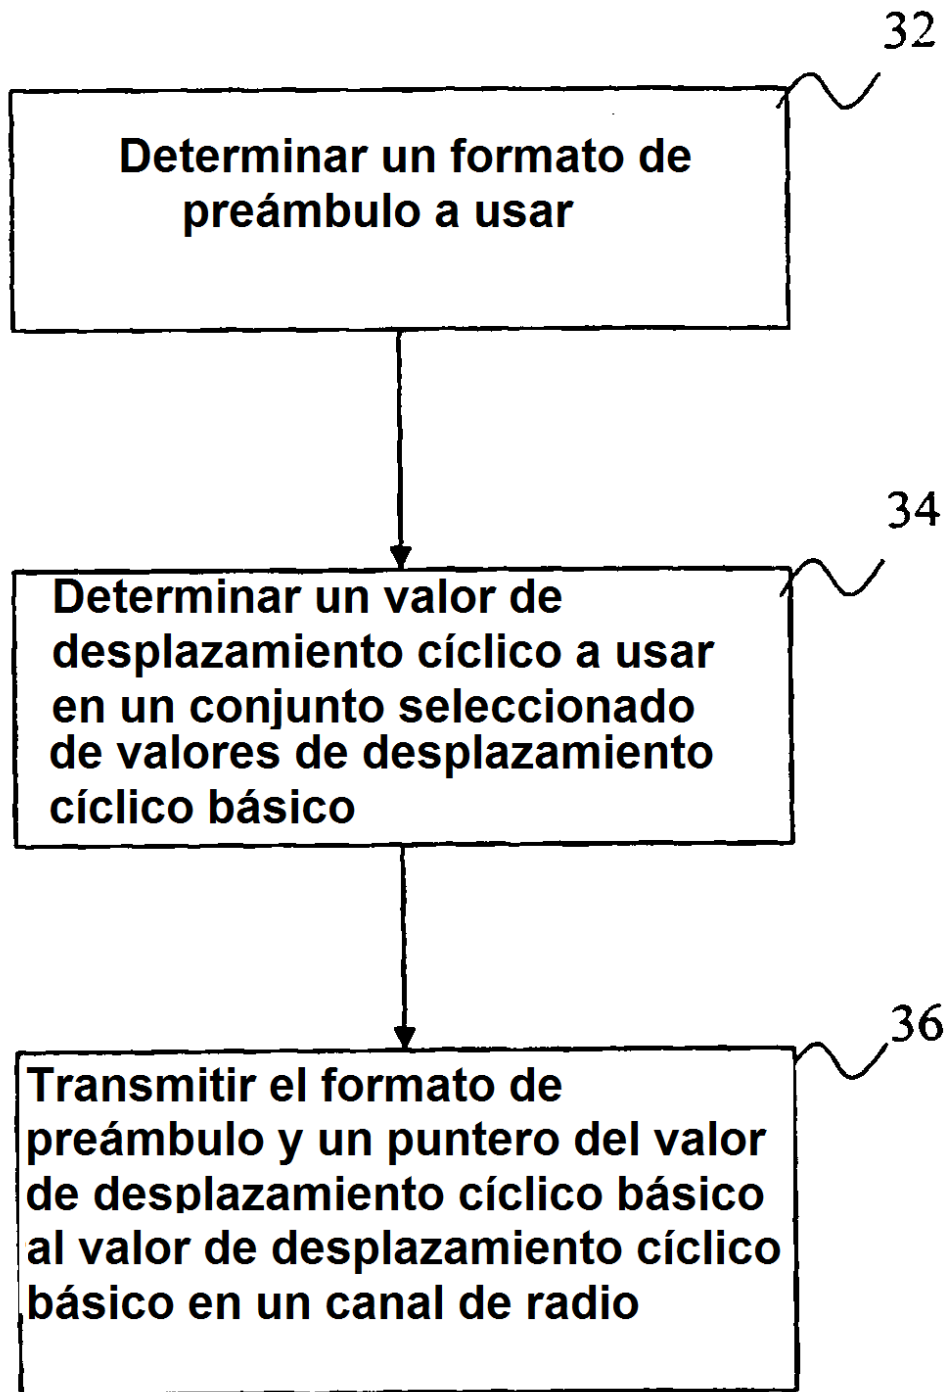 32
Determinar un formato de
preámbulo a usar
34
Determinar un valor de
desplazamiento cíclico a usar
en un conjunto seleccionado
de valores de desplazamiento
cíclico básico
36
Transmitir el formato de
preámbulo y un puntero del valor
de desplazamiento cíclico básico
al valor de desplazamiento cíclico
básico en un canal de radio